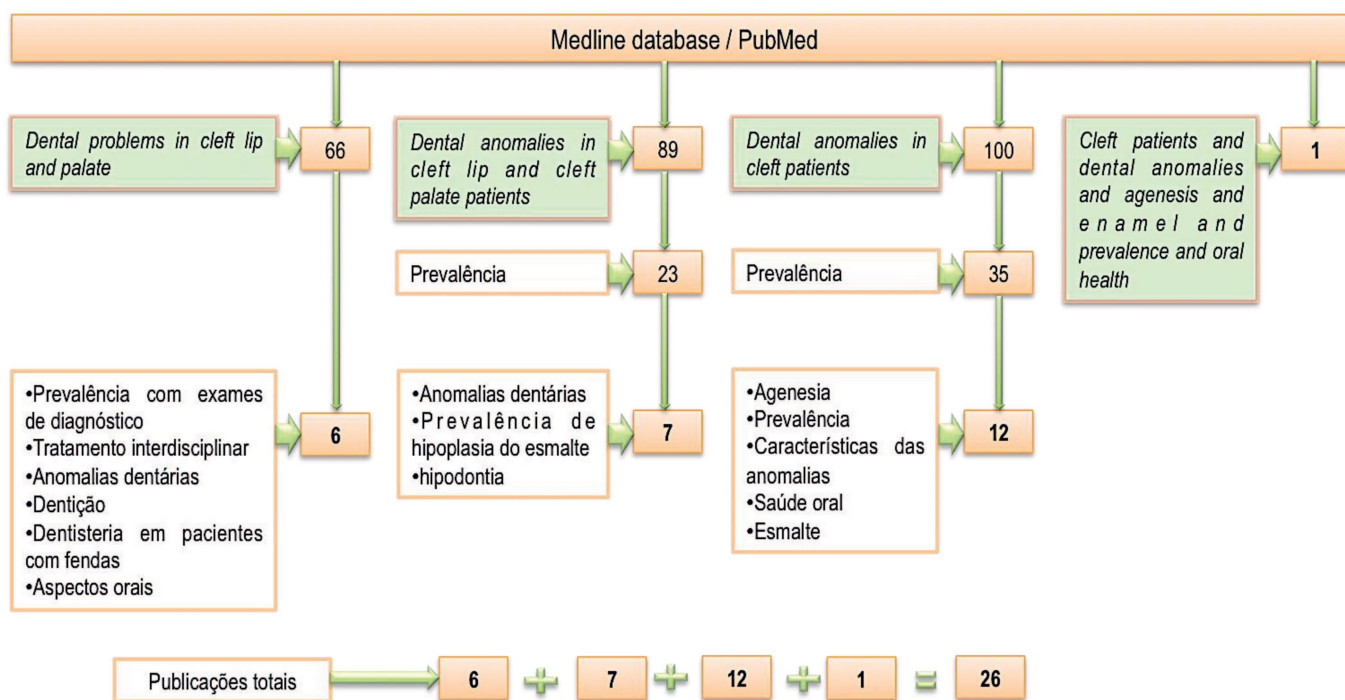 Medline database / PubMed
Dental problems in cleft lip
and palate
66
Dental anomalies in
cleft lip and cleft
palate patients
89
Dental anomalies in
cleft patients
100
Cleft patients and
dental anomalies
and agenesis and
enamel and
prevalence and oral
health
1
Prevalência
23
Prevalência
35
•Prevalência com exames
de diagnóstico
•Tratamento interdisciplinar
•Anomalias dentárias
•Dentição
•Dentisteria em pacientes
com fendas
•Aspectos orais
6
•Anomalias dentárias
•Prevalência de
hipoplasia do esmalte
•hipodontia
7
•Agenesia
•Prevalência
•Características das
anomalias
•Saúde oral
•Esmalte
12
Publicações totais 6 + 7 + 12 + 1 = 26